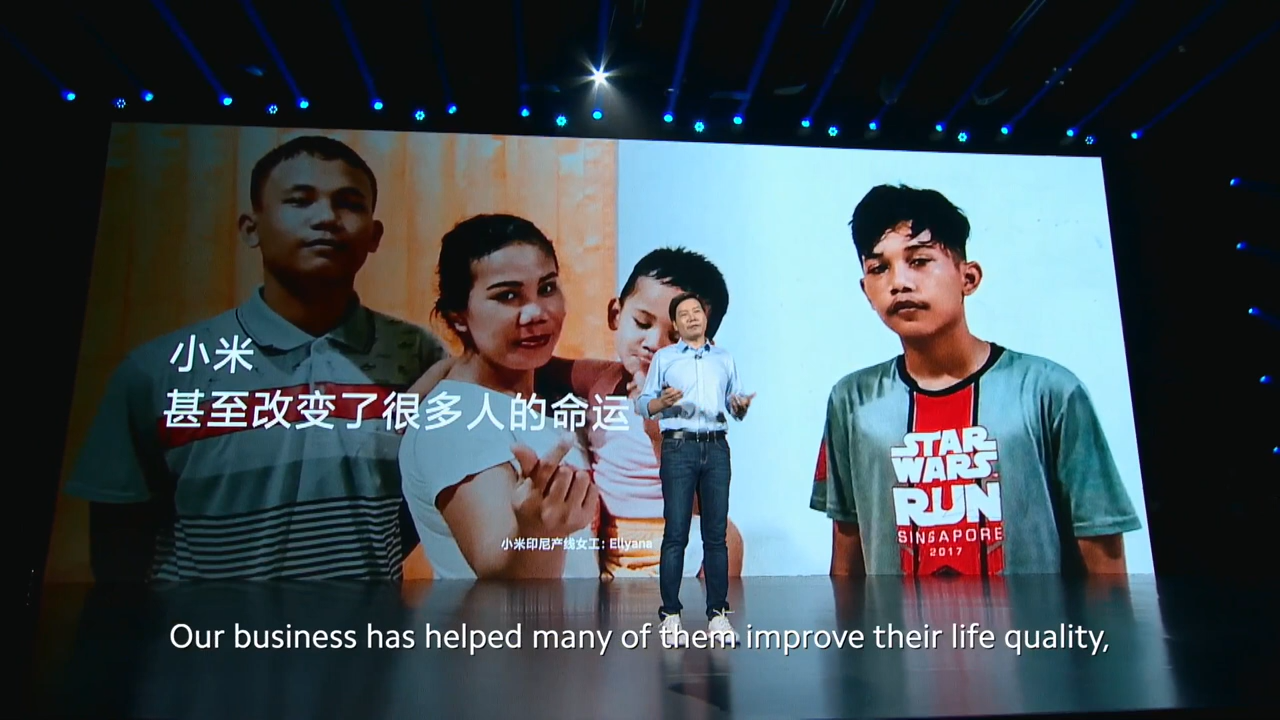 小米
甚至改变了很多人的命运
小米印尼产线女工：Ellyana
STAR
WARS
RUN
SINGAPORE
2017
Our business has helped many of them improve their life quality,